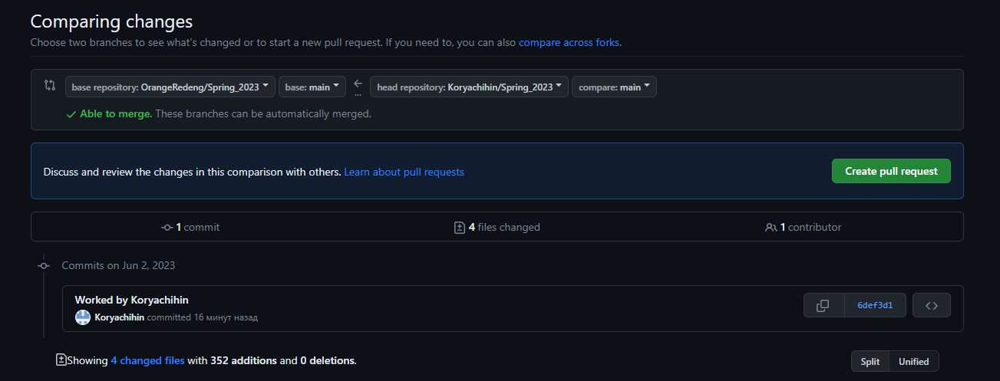 Comparing changes
Choose two branches to see what's changed or to start a new pull request. If you need to, you can also compare across forks.
base repository: OrangeRedeng/Spring_2023 base: main ... head repository: Koryachihin/Spring_2023 compare: main
Able to merge. These branches can be automatically merged.
Discuss and review the changes in this comparison with others. Learn about pull requests Create pull request
1 commit 4 files changed 1 contributor
Commits on Jun 2, 2023
Worked by Koryachihin
Koryachihin committed 16 минут назад 6def3d1
Showing 4 changed files with 352 additions and 0 deletions. Split Unified